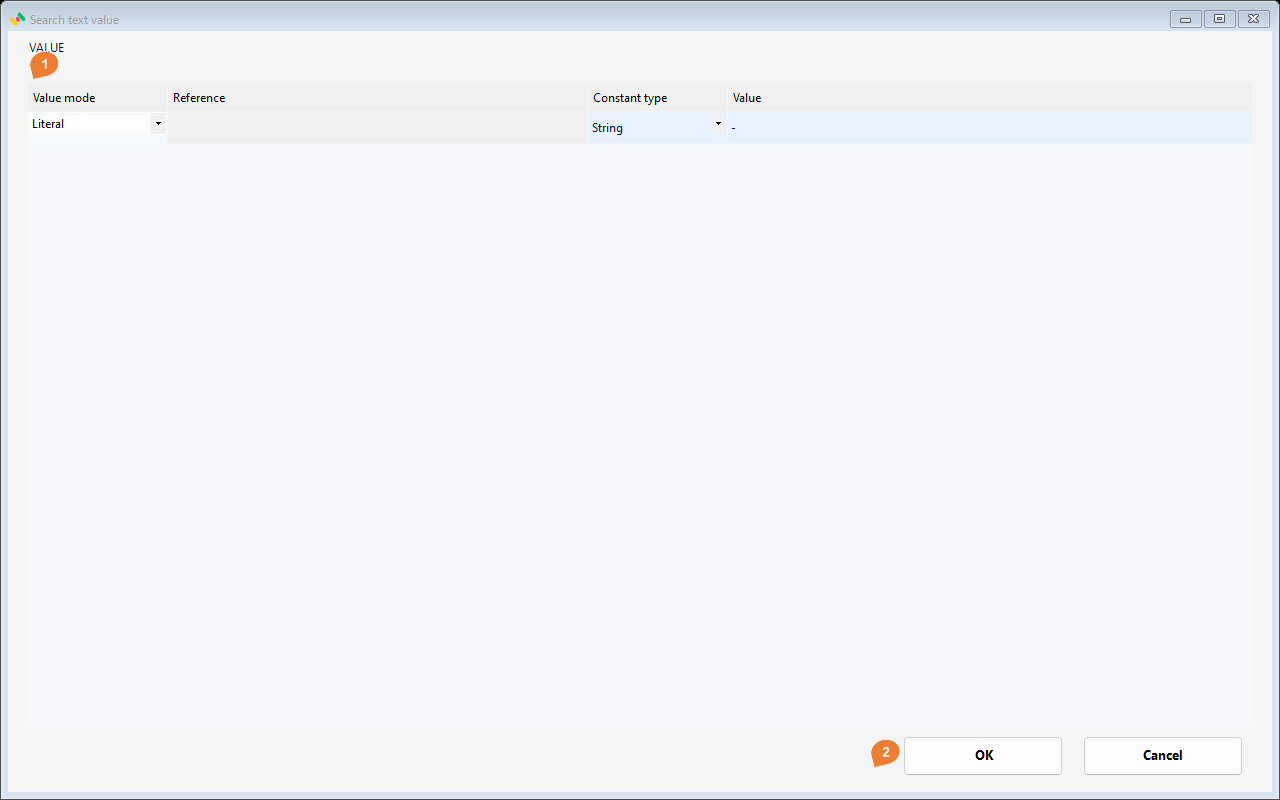 Search text value
VALUE
1
Value mode Reference Constant type Value
Literal String -
2 OK Cancel